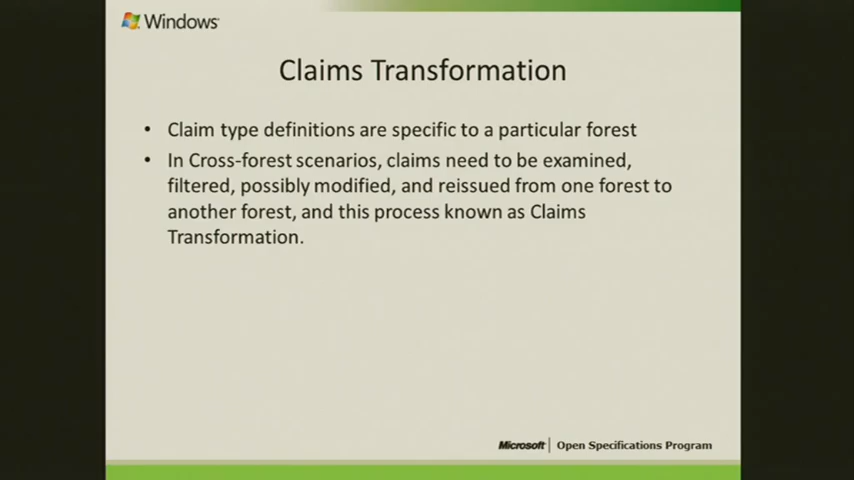 Windows
Claims Transformation
• Claim type definitions are specific to a particular forest
• In Cross-forest scenarios, claims need to be examined,
filtered, possibly modified, and reissued from one forest to
another forest, and this process known as Claims
Transformation.
Microsoft | Open Specifications Program